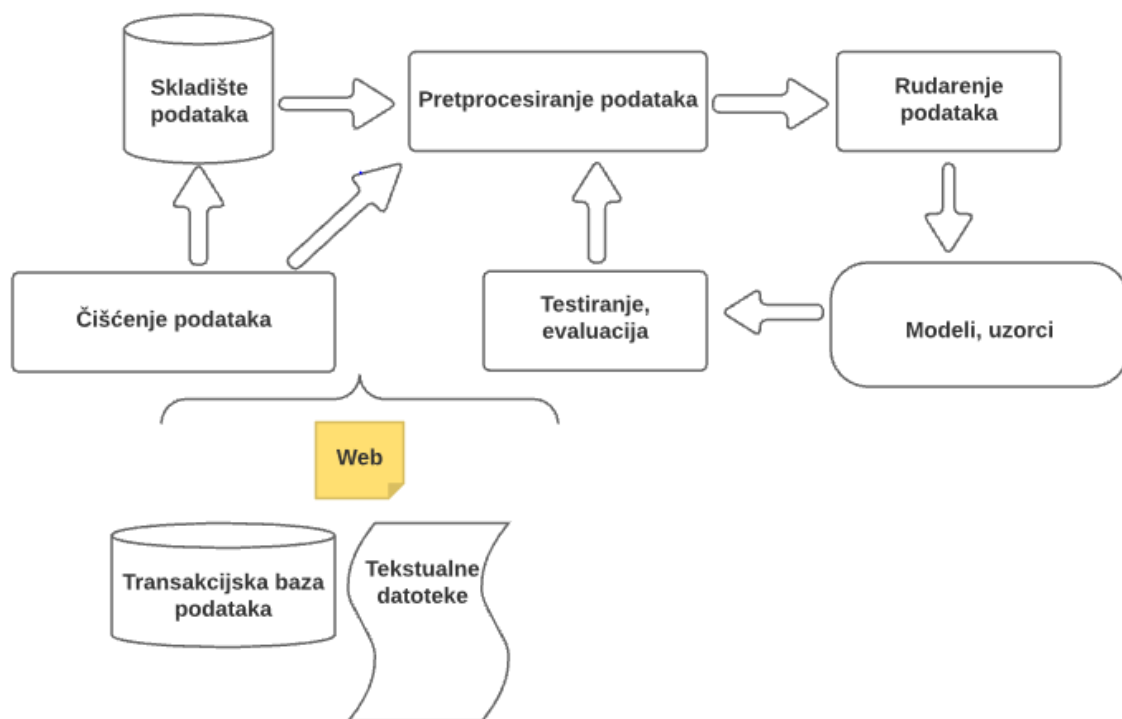 Skladište
podataka
Pretprocesiranje podataka
Rudarenje
podataka
Čišćenje podataka
Testiranje,
evaluacija
Modeli, uzorci
Web
Transakcijska baza
podataka
Tekstualne
datoteke